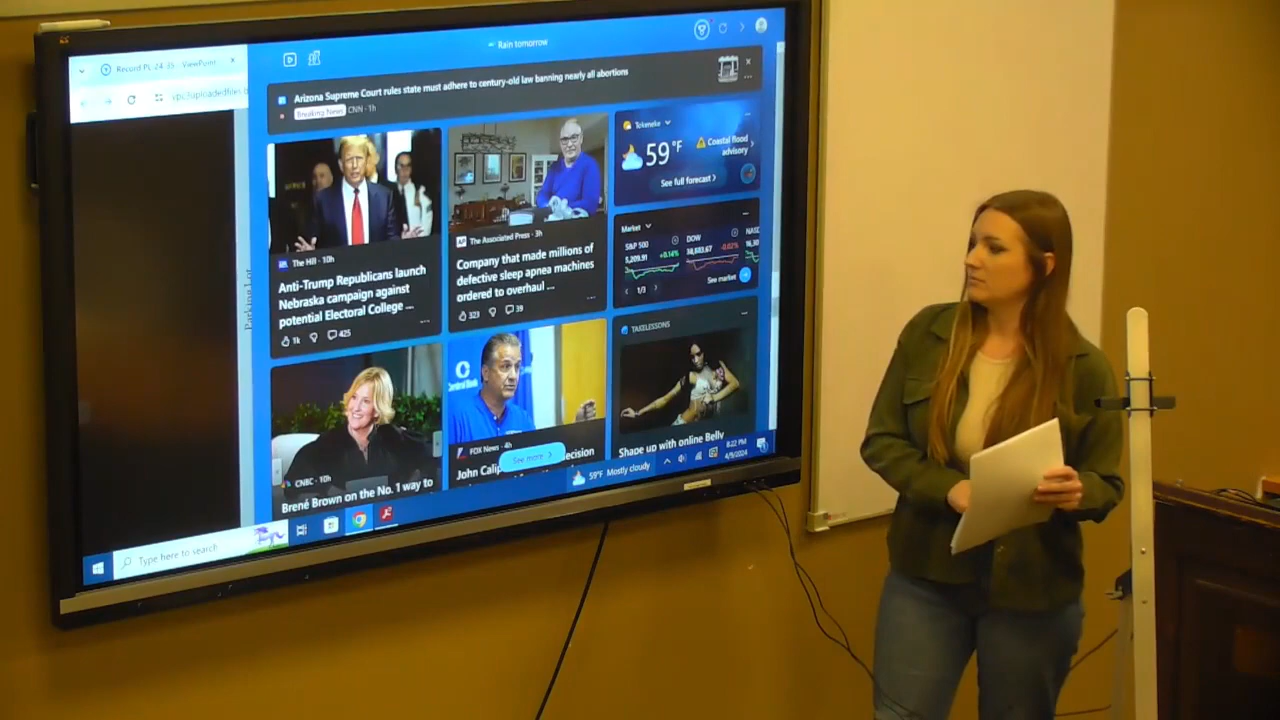 Record PL-24-35 - ViewPoint
Rain tomorrow
Arizona Supreme Court rules state must adhere to century-old law banning nearly all abortions
Breaking News CNN · 1h
The Hill · 10h
Anti-Trump Republicans launch
Nebraska campaign against
potential Electoral College ...
1k 425
The Associated Press · 3h
Company that made millions of
defective sleep apnea machines
ordered to overhaul ...
323 39
Tokeneke
59 °F
Coastal flood
advisory
See full forecast
Market
S&P 500
5,209.91 +0.14%
DOW
38,883.67 -0.02%
See market
1/3
CNBC · 10h
Brené Brown on the No. 1 way to
FOX News · 4h
John Calip
ecision
See more
TAKELESSONS
Shape up with online Belly
Parking Lot
Type here to search
59°F Mostly cloudy
8:22 PM
4/9/2024